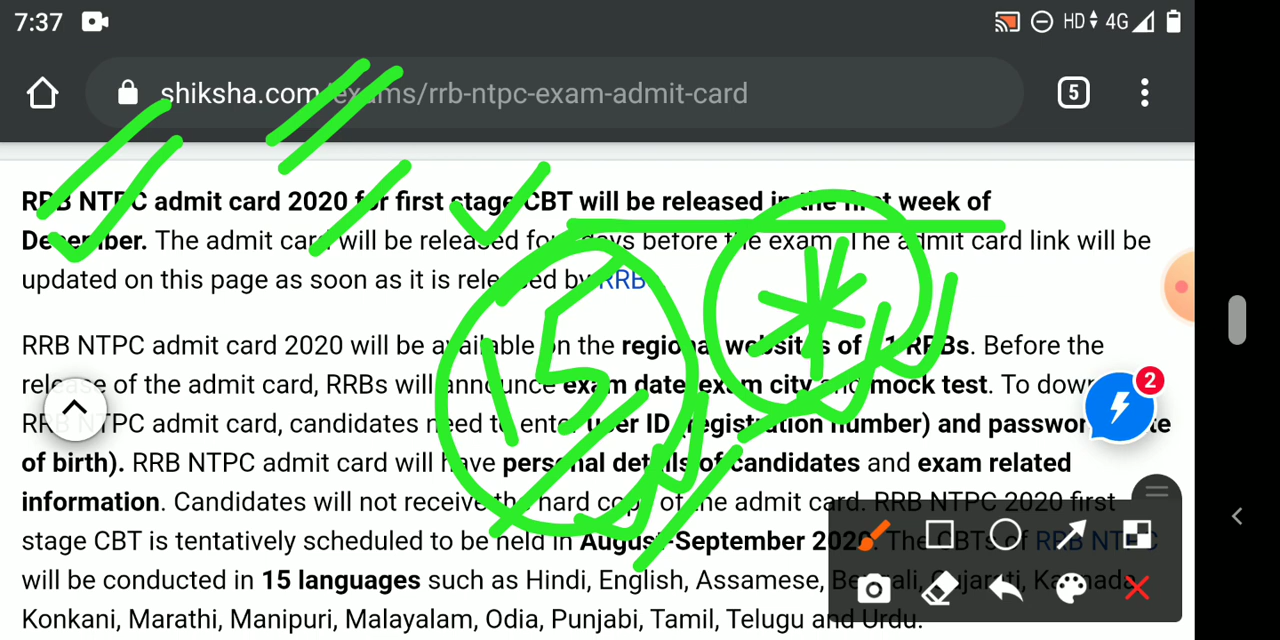 7:37 HD 4G
shiksha.com/exams/rrb-ntpc-exam-admit-card 5
RRB NTPC admit card 2020 for first stage CBT will be released in the first week of
December. The admit card will be released four days before the exam. The admit card link will be
updated on this page as soon as it is released by RRBs.
15 *
RRB NTPC admit card 2020 will be available on the regional websites of 21 RRBs. Before the
release of the admit card, RRBs will announce exam date, exam city and mock test. To down
RRB NTPC admit card, candidates need to enter user ID (registration number) and password te
2
of birth). RRB NTPC admit card will have personal details of candidates and exam related
information. Candidates will not receive the hard copy of the admit card. RRB NTPC 2020 first
stage CBT is tentatively scheduled to be held in August-September 2020. The CBTs of RRB NTPC
will be conducted in 15 languages such as Hindi, English, Assamese, Bengali, Gujarati, Kannada,
Konkani, Marathi, Manipuri, Malayalam, Odia, Punjabi, Tamil, Telugu and Urdu.